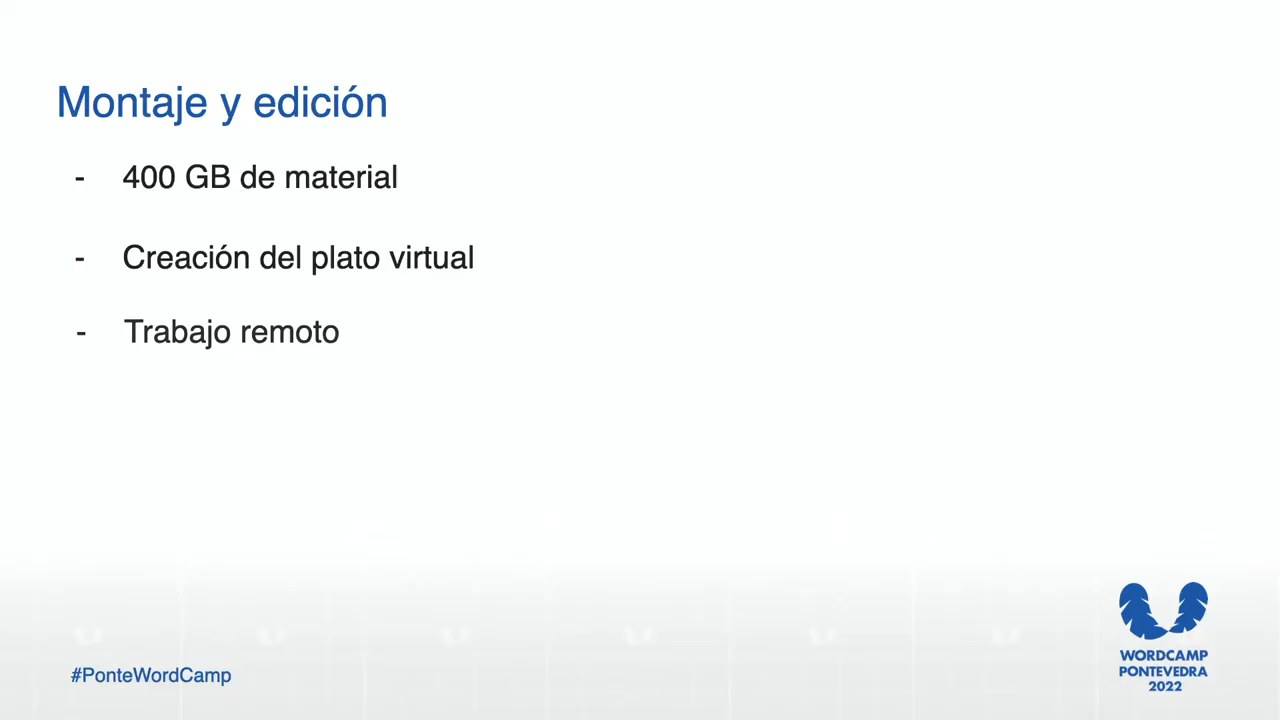 Montaje y edición
- 400 GB de material
- Creación del plato virtual
- Trabajo remoto
#PonteWordCamp
WORDCAMP
PONTEVEDRA
2022